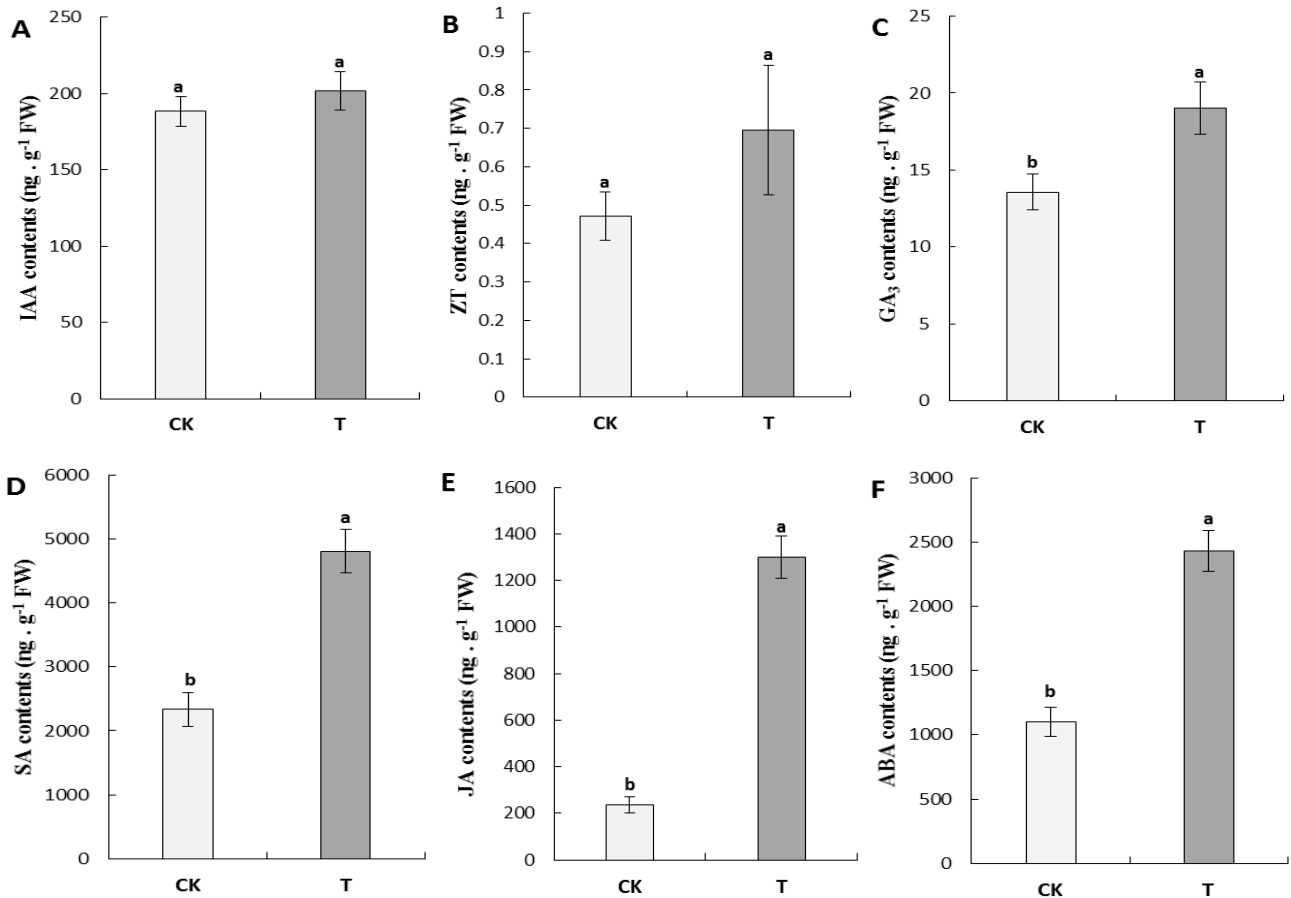 A
IAA contents (ng . g-1 FW)
250
200
150
100
50
0
a
a
CK
T
B
ZT contents (ng . g-1 FW)
1
0.9
0.8
0.7
0.6
0.5
0.4
0.3
0.2
0.1
0
a
a
CK
T
C
GA3 contents (ng . g-1 FW)
25
20
15
10
5
0
b
a
CK
T
D
SA contents (ng . g-1 FW)
6000
5000
4000
3000
2000
1000
0
b
a
CK
T
E
JA contents (ng . g-1 FW)
1600
1400
1200
1000
800
600
400
200
0
b
a
CK
T
F
ABA contents (ng . g-1 FW)
3000
2500
2000
1500
1000
500
0
b
a
CK
T